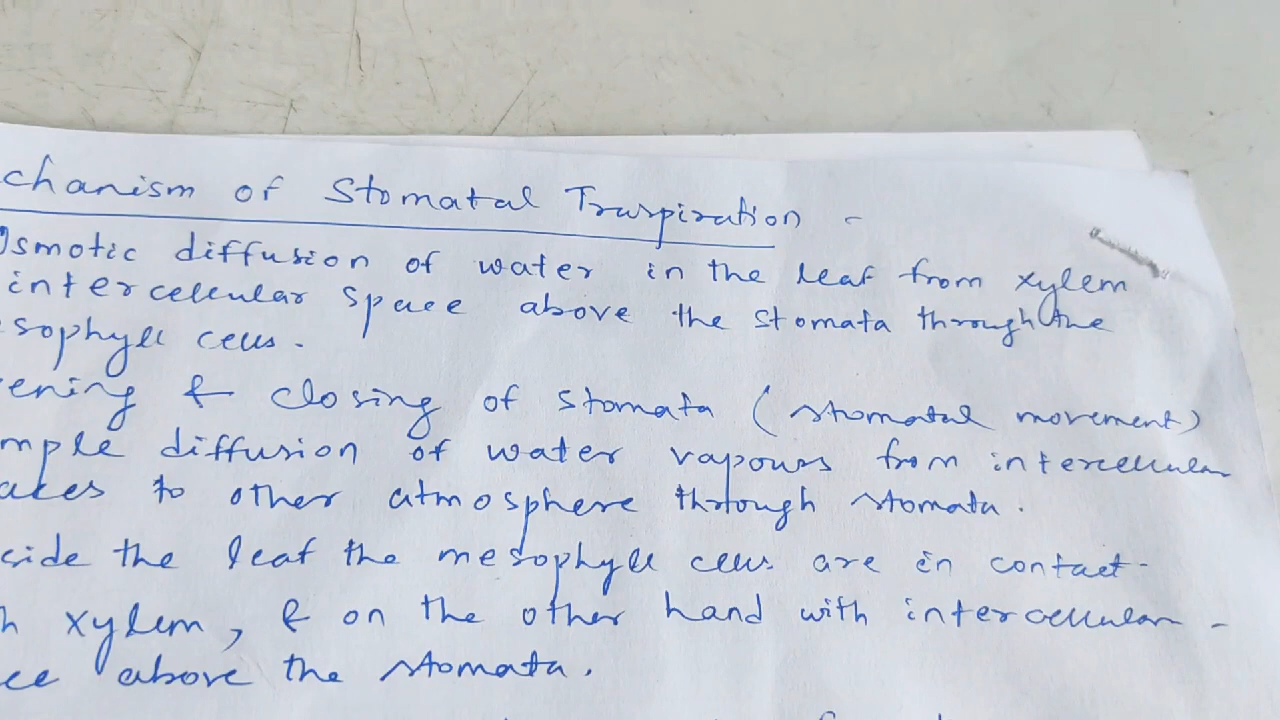 chanism of Stomatal Traspiration -
Osmotic diffusion of water in the leaf from xylem
intercellular space above the stomata through the
sophyll cells.
ening & closing of stomata (stomatal movement)
mple diffusion of water vapours from intercellular
aces to other atmosphere through stomata.
side the leaf the mesophyll cells are in contact-
h xylem, & on the other hand with intercellular -
ce above the stomata.